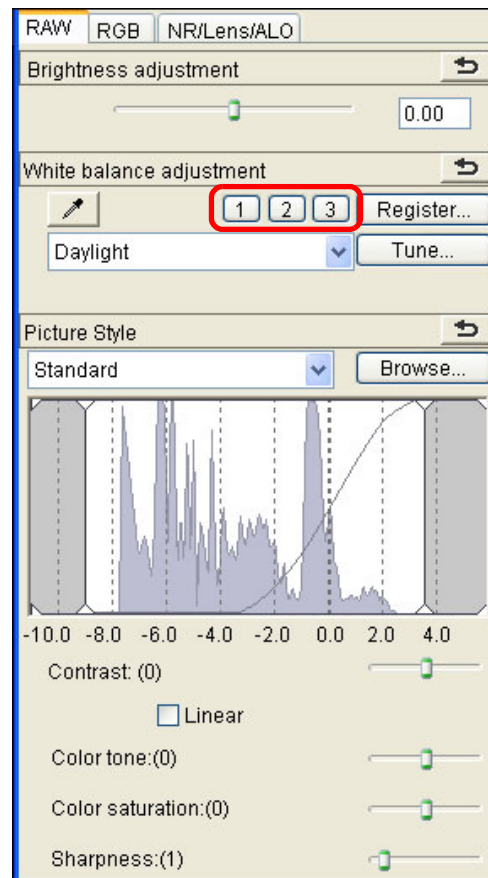 RAW RGB NR/Lens/ALO
Brightness adjustment
0.00
White balance adjustment
1 2 3 Register...
Daylight Tune...
Picture Style
Standard Browse...
-10.0 -8.0 -6.0 -4.0 -2.0 0.0 2.0 4.0
Contrast: (0)
Linear
Color tone:(0)
Color saturation:(0)
Sharpness:(1)